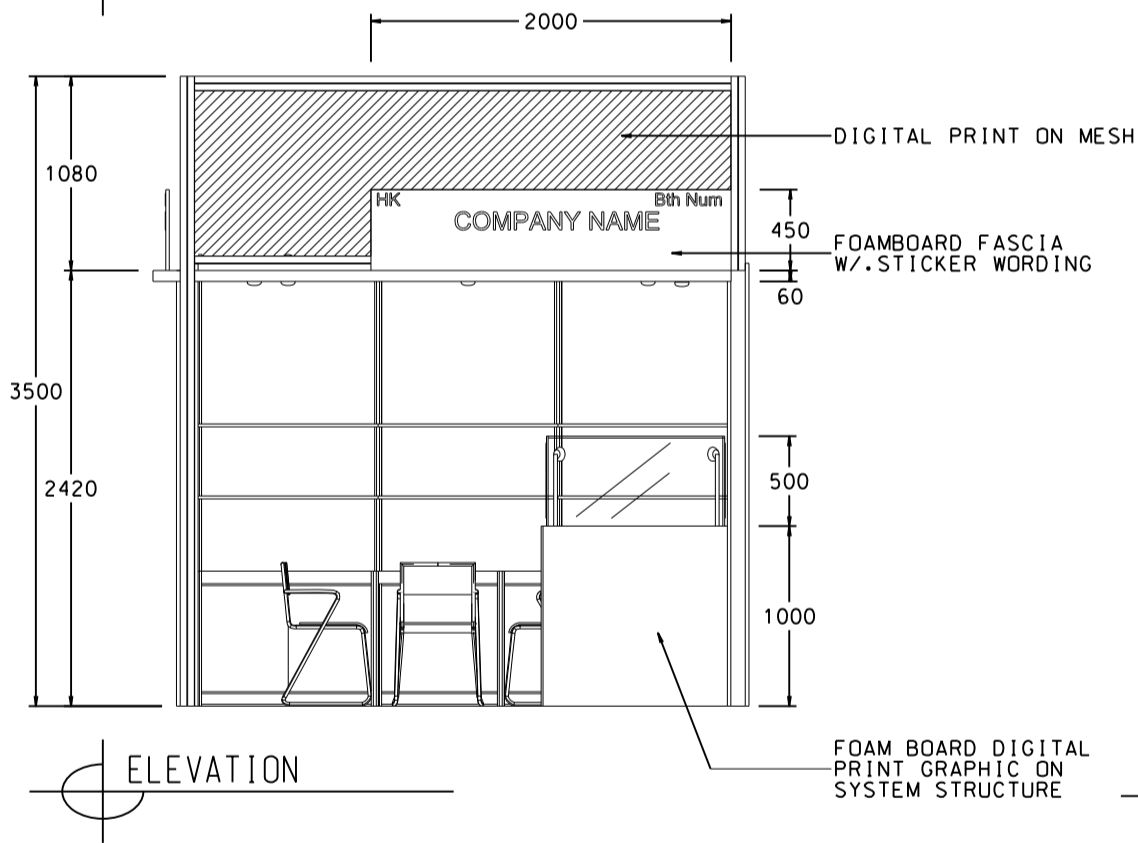 2000
DIGITAL PRINT ON MESH
1080
HK
Bth Num
COMPANY NAME
450
FOAMBOARD FASCIA
W/.STICKER WORDING
60
3500
2420
500
1000
FOAM BOARD DIGITAL
PRINT GRAPHIC ON
SYSTEM STRUCTURE
ELEVATION